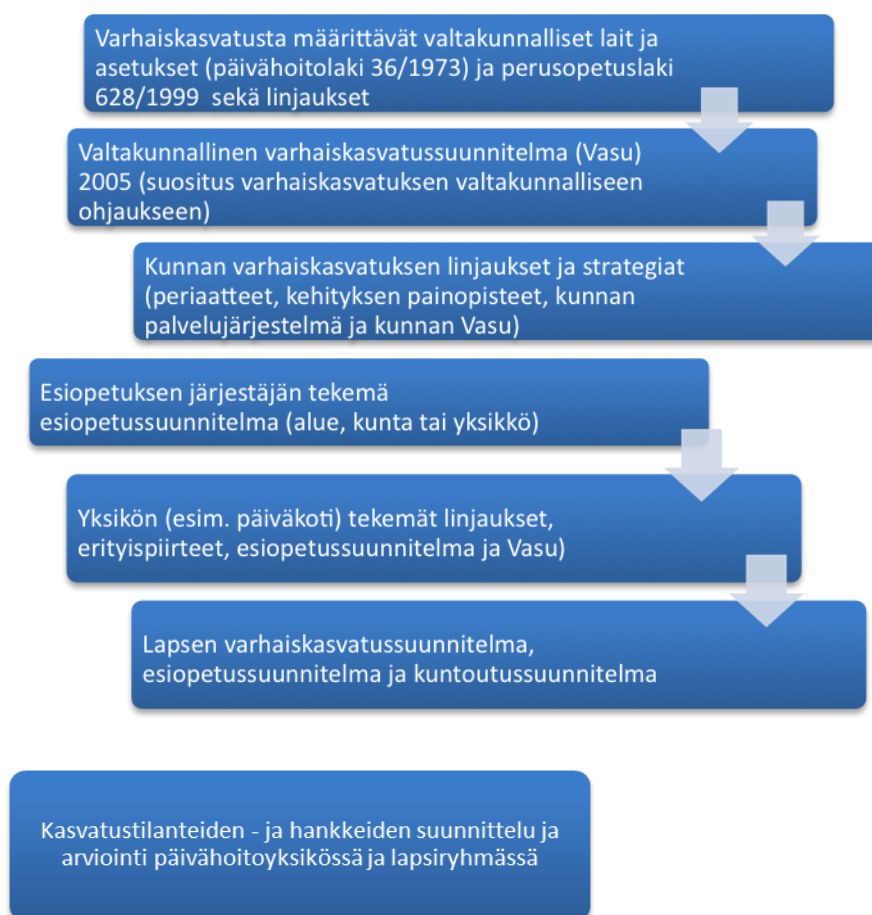 Varhaiskasvatusta määrittävät valtakunnalliset lait ja
asetukset (päivähoitolaki 36/1973) ja perusopetuslaki
628/1999  sekä linjaukset
Valtakunnallinen varhaiskasvatussuunnitelma (Vasu)
2005 (suositus varhaiskasvatuksen valtakunnalliseen
ohjaukseen)
Kunnan varhaiskasvatuksen linjaukset ja strategiat
(periaatteet, kehityksen painopisteet, kunnan
palvelujärjestelmä ja kunnan Vasu)
Esiopetuksen järjestäjän tekemä
esiopetussuunnitelma (alue, kunta tai yksikkö)
Yksikön (esim. päiväkoti) tekemät linjaukset,
erityispiirteet, esiopetussuunnitelma ja Vasu)
Lapsen varhaiskasvatussuunnitelma,
esiopetussuunnitelma ja kuntoutussuunnitelma
Kasvatustilanteiden - ja hankkeiden suunnittelu ja
arviointi päivähoitoyksikössä ja lapsiryhmässä